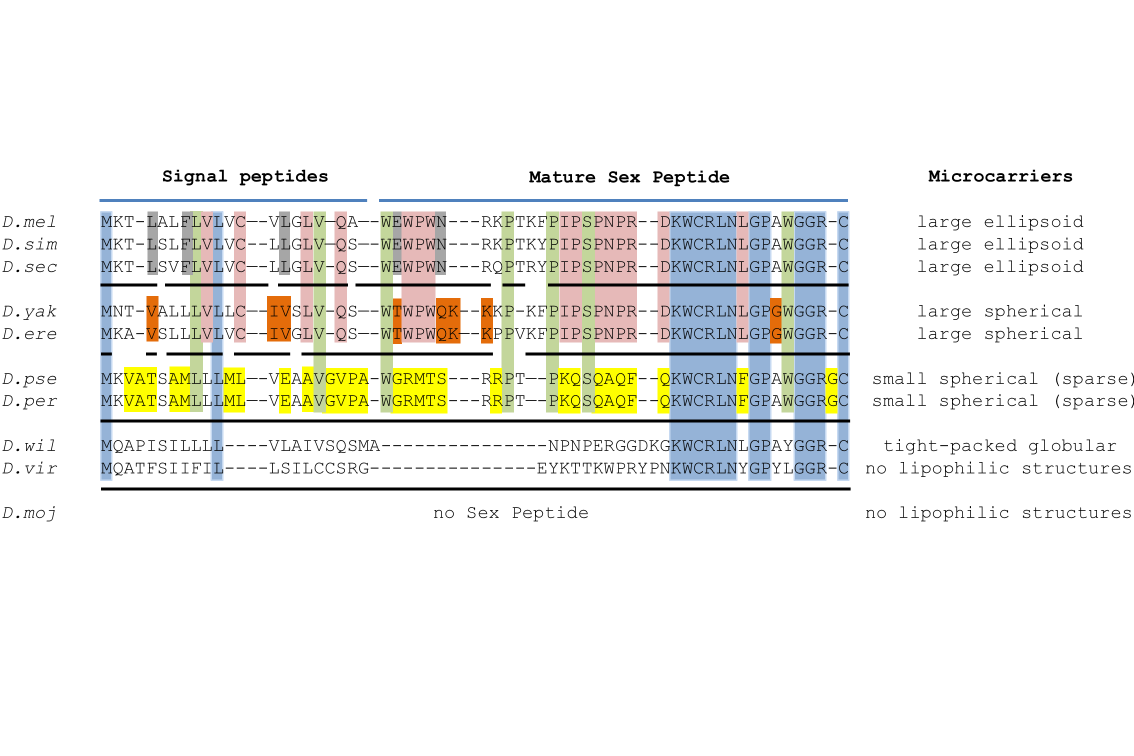 Signal peptides Mature Sex Peptide Microcarriers
D.mel MKT-LALFLVLVC--VLGLV-QA--WEWPWN---RKPTKFPIPSPNPR--DKWCRLNLGPAWGGR-C large ellipsoid
D.sim MKT-LSLFLVLVC--LLGLV-QS--WEWPWN---RKPTKYPIPSPNPR--DKWCRLNLGPAWGGR-C large ellipsoid
D.sec MKT-LSVFLVLVC--LLGLV-QS--WEWPWN---RQPTRYPIPSPNPR--DKWCRLNLGPAWGGR-C large ellipsoid
D.yak MNT-VALLLVLLC--IVSLV-QS--WTWPWQK--KKP-KFPIPSPNPR--DKWCRLNLGPGWGGR-C large spherical
D.ere MKA-VSLLLVLVC--IVGLV-QS--WTWPWQK--KPPVKFPIPSPNPR--DKWCRLNLGPGWGGR-C large spherical
D.pse MKVATSAMLLLML--VEAAVGVPA-WGRMTS---RRPT--PKQSQAQF--QKWCRLNFGPAWGGRGC small spherical (sparse)
D.per MKVATSAMLLLML--VEAAVGVPA-WGRMTS---RRPT--PKQSQAQF--QKWCRLNFGPAWGGRGC small spherical (sparse)
D.wil MQAPISILLLL----VLAIVSQSMA---------------NPNPERGGDKGKWCRLNLGPAYGGR-C tight-packed globular
D.vir MQATFSIIFIL----LSILCCSRG---------------EYKTTKWPRYPNKWCRLNYGPYLGGR-C no lipophilic structures
D.moj no Sex Peptide no lipophilic structures